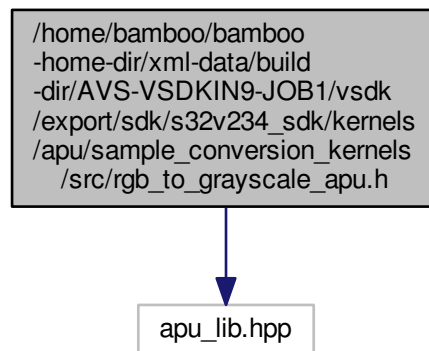 /home/bamboo/bamboo
-home-dir/xml-data/build
-dir/AVS-VSDKIN9-JOB1/vsdk
/export/sdk/s32v234_sdk/kernels
/apu/sample_conversion_kernels
/src/rgb_to_grayscale_apu.h
apu_lib.hpp